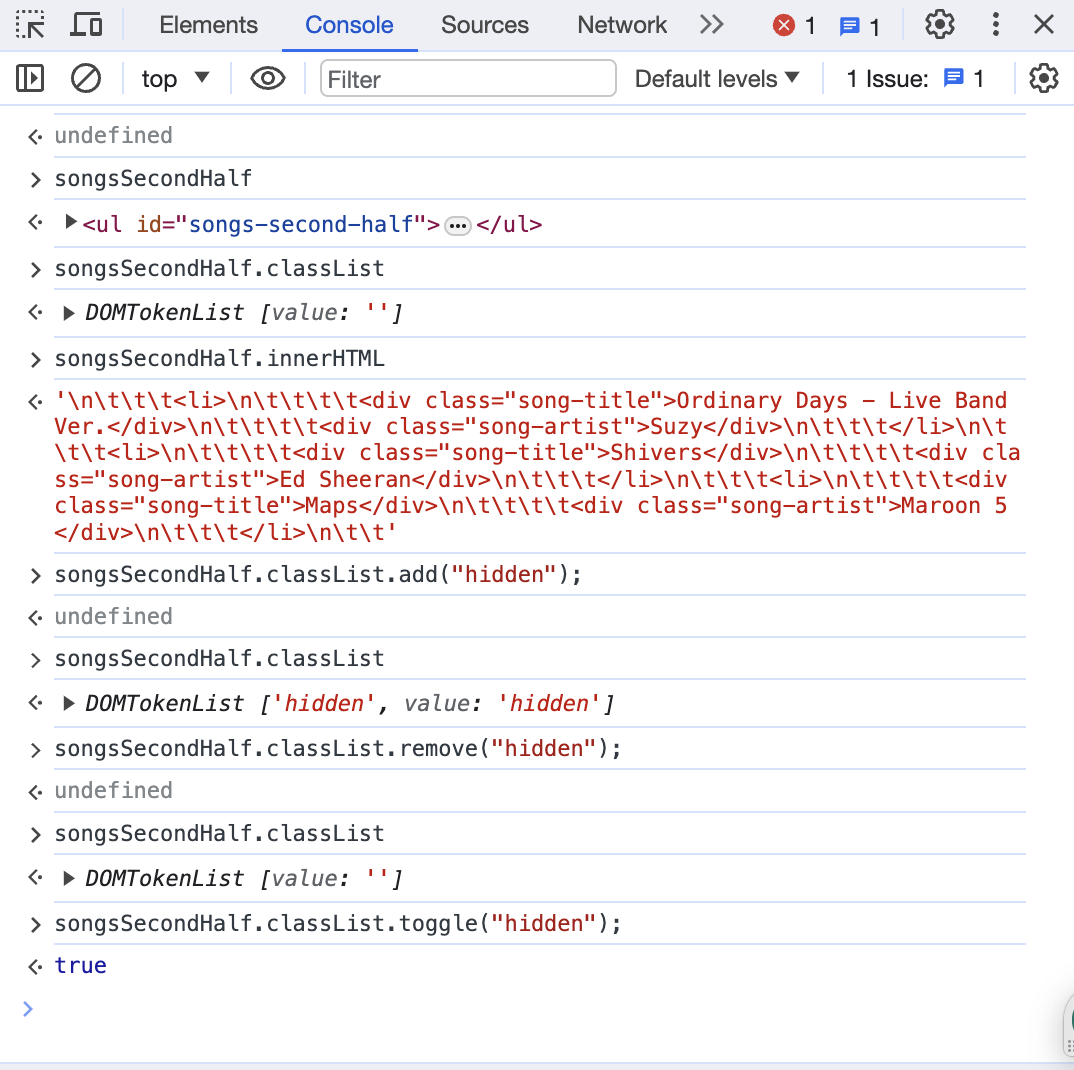 Elements Console Sources Network 1 1
top Filter Default levels 1 Issue: 1
undefined
songsSecondHalf
<ul id="songs-second-half">…</ul>
songsSecondHalf.classList
DOMTokenList [value: '']
songsSecondHalf.innerHTML
'\n\t\t\t<li>\n\t\t\t\t<div class="song-title">Ordinary Days – Live Band
Ver.</div>\n\t\t\t\t<div class="song-artist">Suzy</div>\n\t\t\t</li>\n\t
\t\t<li>\n\t\t\t\t<div class="song-title">Shivers</div>\n\t\t\t\t<div cla
ss="song-artist">Ed Sheeran</div>\n\t\t\t</li>\n\t\t\t<li>\n\t\t\t\t<div
class="song-title">Maps</div>\n\t\t\t\t<div class="song-artist">Maroon 5
</div>\n\t\t\t</li>\n\t\t'
songsSecondHalf.classList.add("hidden");
undefined
songsSecondHalf.classList
DOMTokenList ['hidden', value: 'hidden']
songsSecondHalf.classList.remove("hidden");
undefined
songsSecondHalf.classList
DOMTokenList [value: '']
songsSecondHalf.classList.toggle("hidden");
true